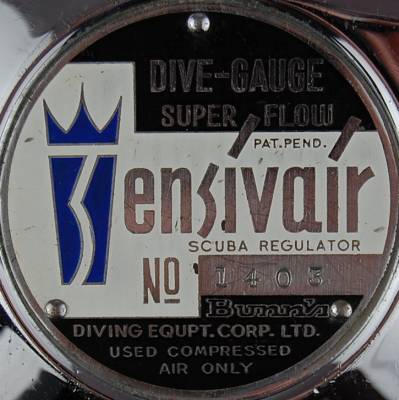 DIVE-GAUGE
SUPER FLOW
PAT. PEND.
Sensivair
SCUBA REGULATOR
NO 1403
Bunn's
DIVING EQUPT. CORP. LTD.
USED COMPRESSED
AIR ONLY